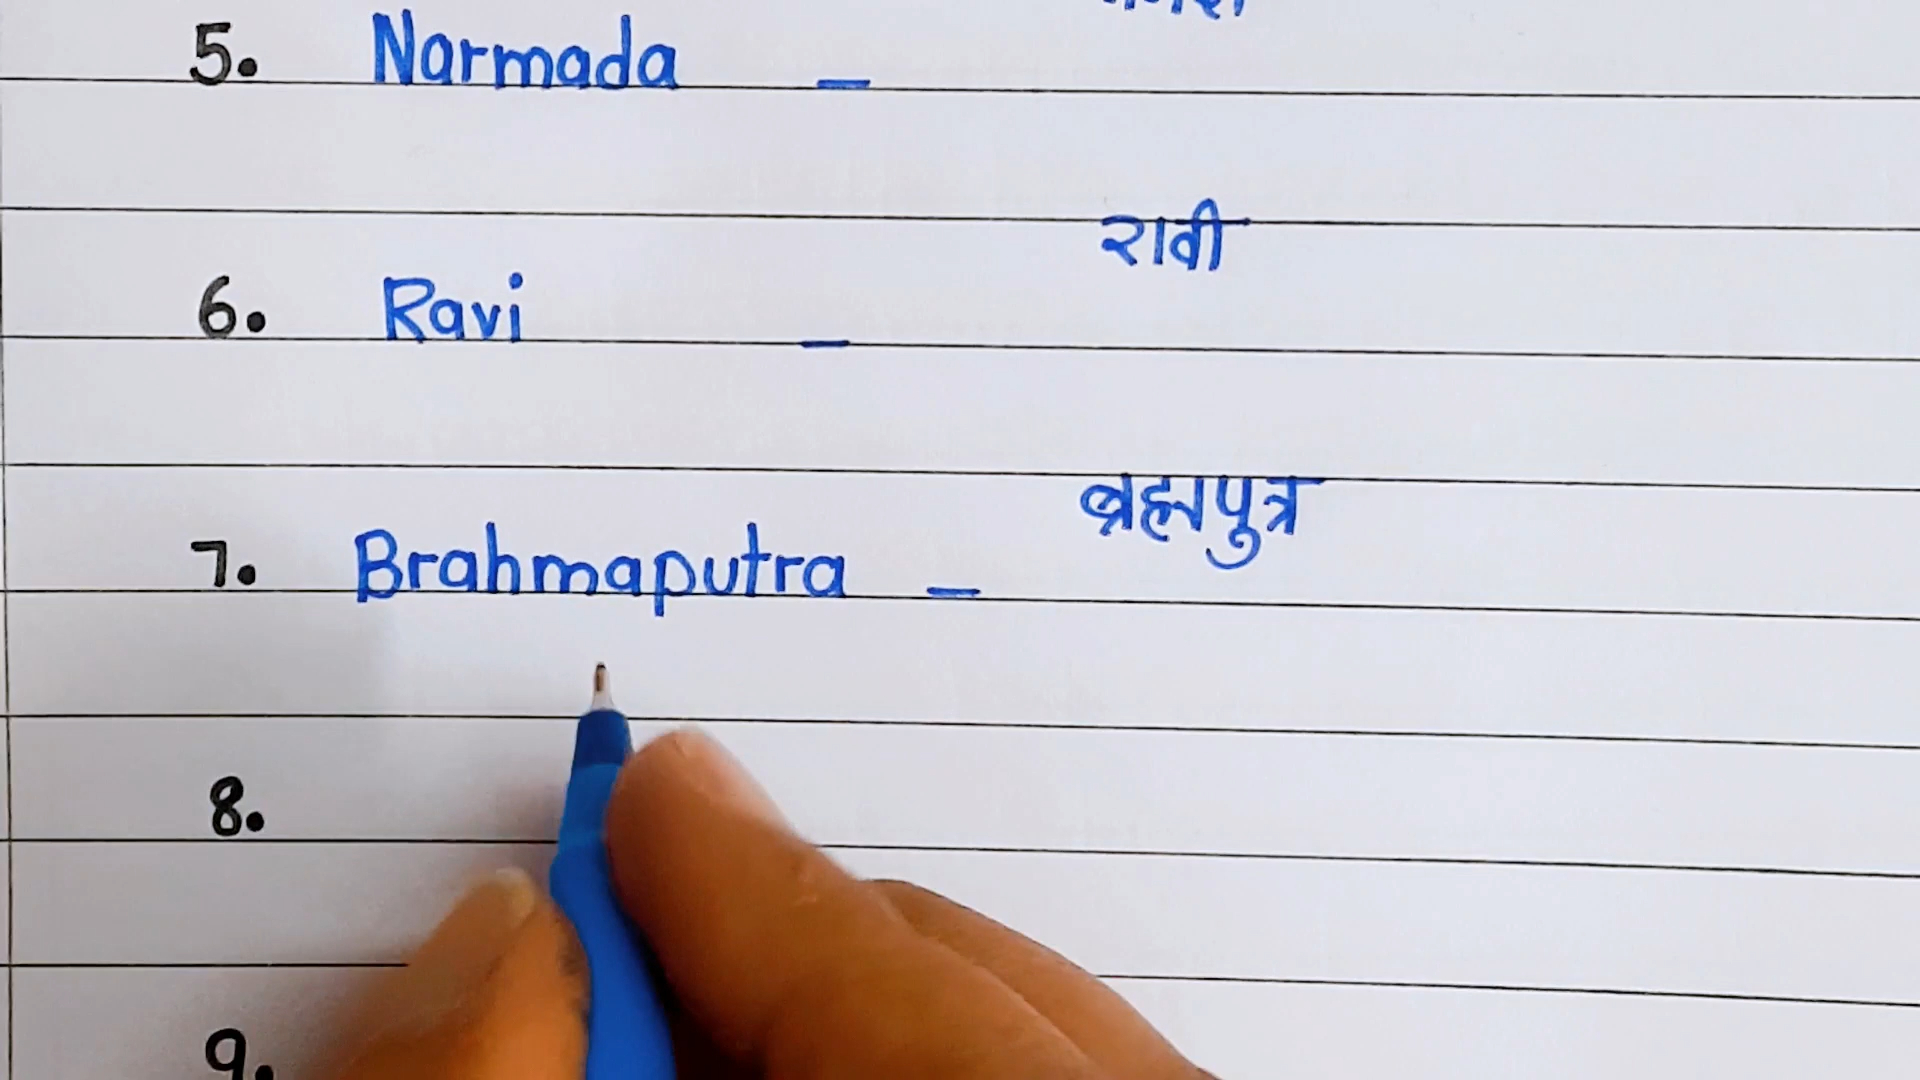 5. Narmada -
6. Ravi - रावी
7. Brahmaputra - ब्रह्मपुत्र
8.
9.